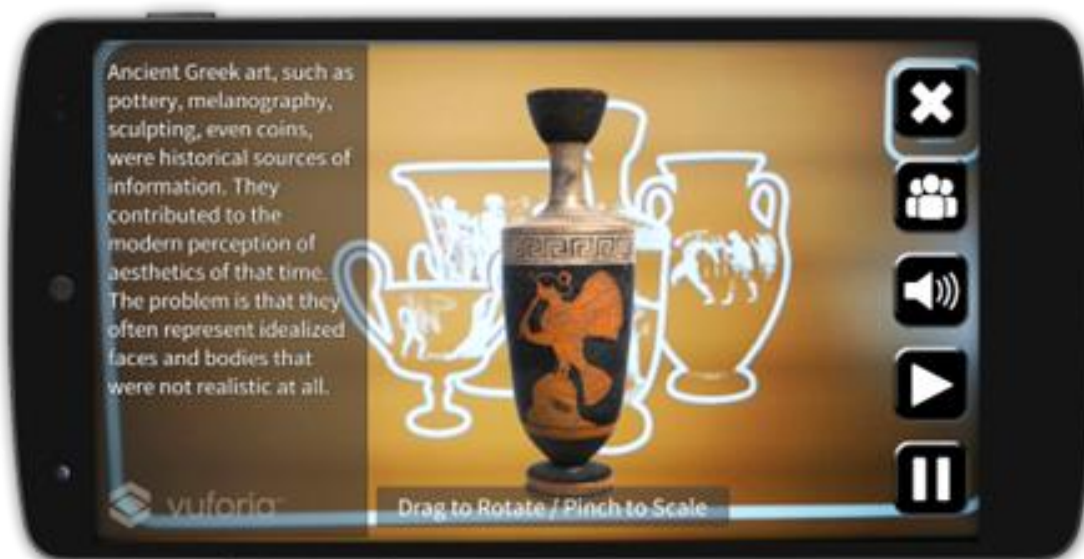 Ancient Greek art, such as
pottery, melanography,
sculpting, even coins,
were historical sources of
information. They
contributed to the
modern perception of
aesthetics of that time.
The problem is that they
often represent idealized
faces and bodies that
were not realistic at all.
vuforia™
Drag to Rotate / Pinch to Scale